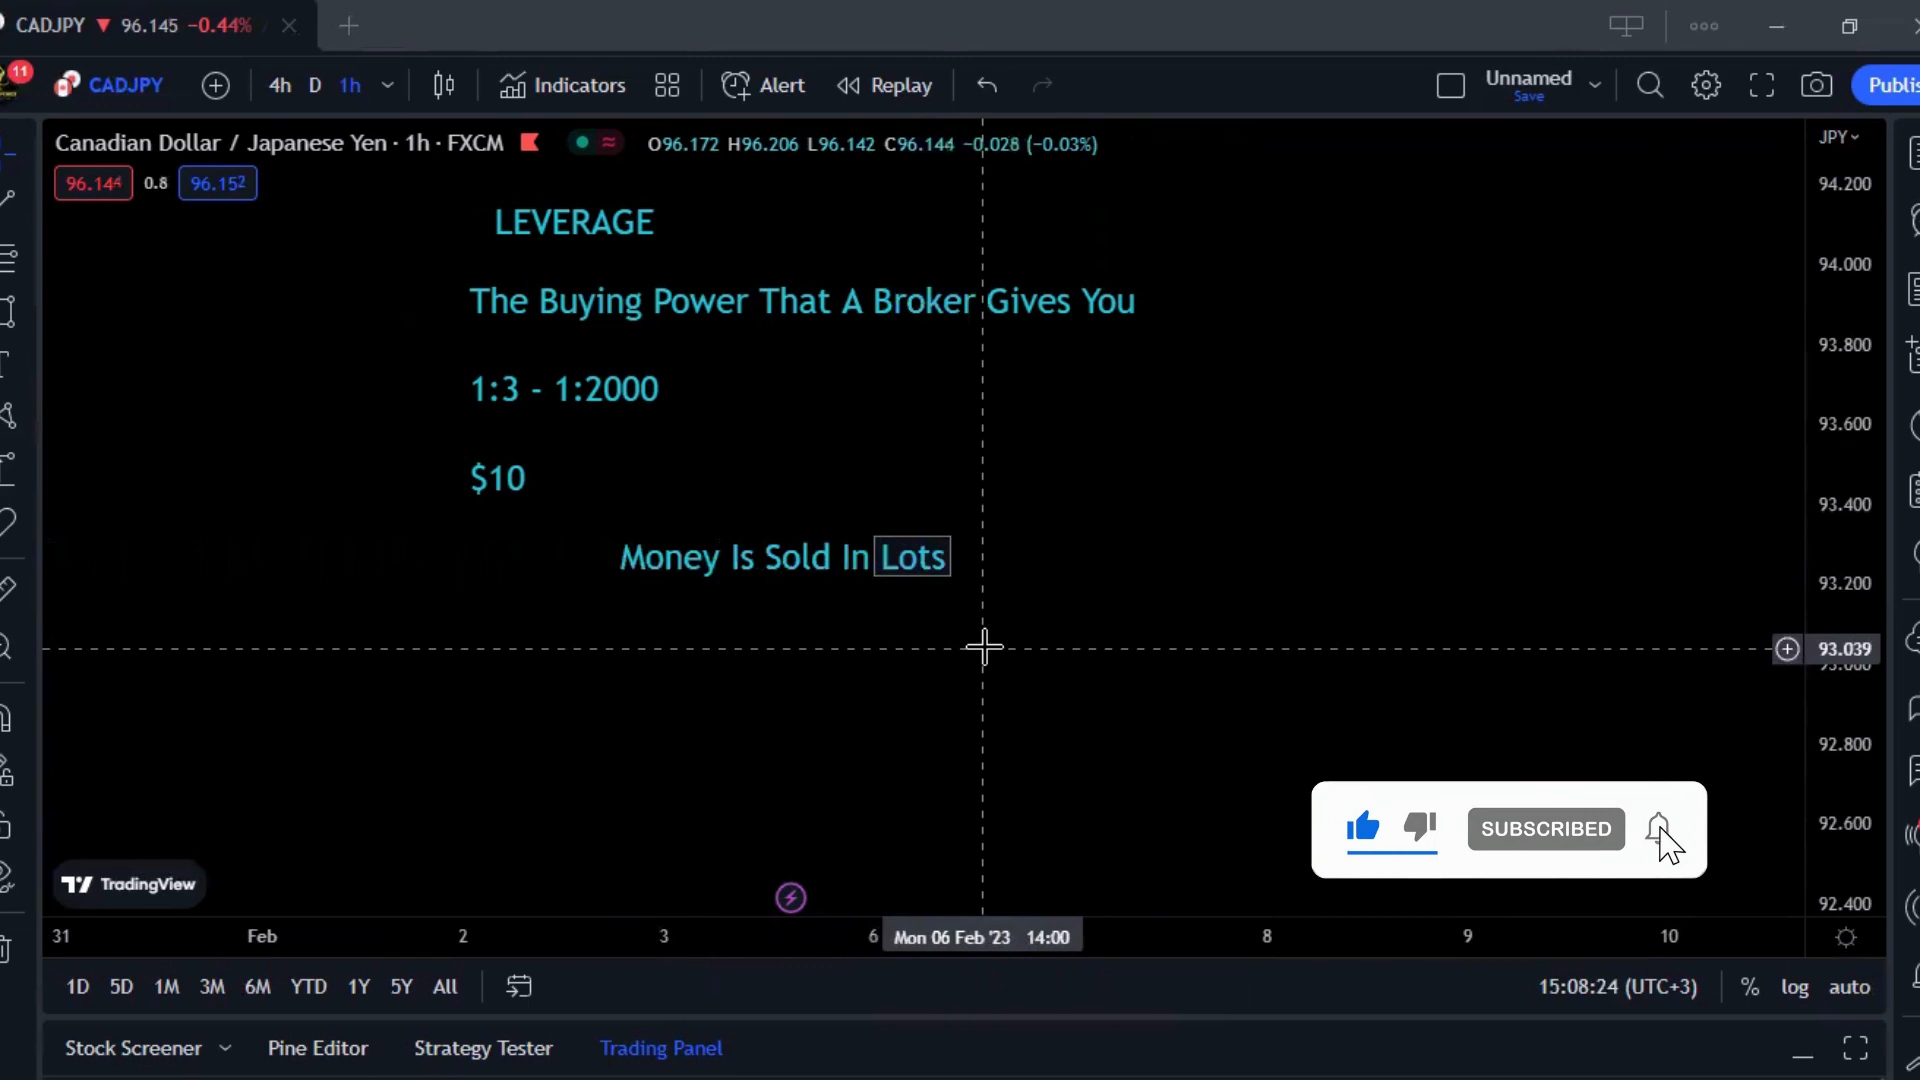 CADJPY ▼ 96.145 −0.44%
11 CADJPY 4h D 1h Indicators Alert Replay Unnamed Save
Canadian Dollar / Japanese Yen · 1h · FXCM O96.172 H96.206 L96.142 C96.144 −0.028 (−0.03%) JPY
96.144 0.8 96.152
94.200
LEVERAGE
94.000
The Buying Power That A Broker Gives You
93.800
1:3 - 1:2000
93.600
$10
93.400
Money Is Sold In Lots
93.200
93.039
92.800
SUBSCRIBED
92.600
TradingView
92.400
31 Feb 2 3 6 Mon 06 Feb '23 14:00 8 9 10
1D 5D 1M 3M 6M YTD 1Y 5Y All 15:08:24 (UTC+3) % log auto
Stock Screener Pine Editor Strategy Tester Trading Panel